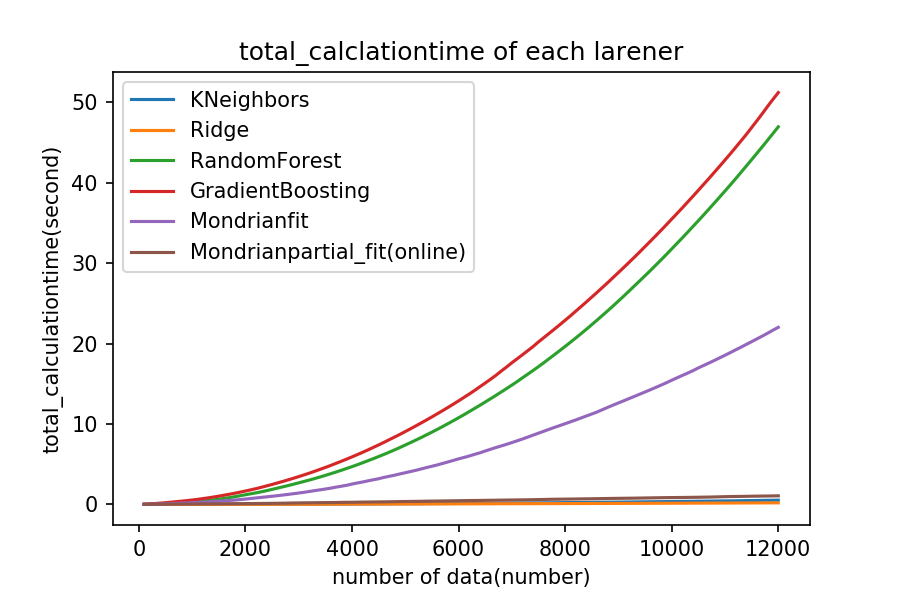 total_calclationtime of each larener
KNeighbors
Ridge
RandomForest
GradientBoosting
Mondrianfit
Mondrianpartial_fit(online)
total_calculationtime(second)
50
40
30
20
10
0
0 2000 4000 6000 8000 10000 12000
number of data(number)